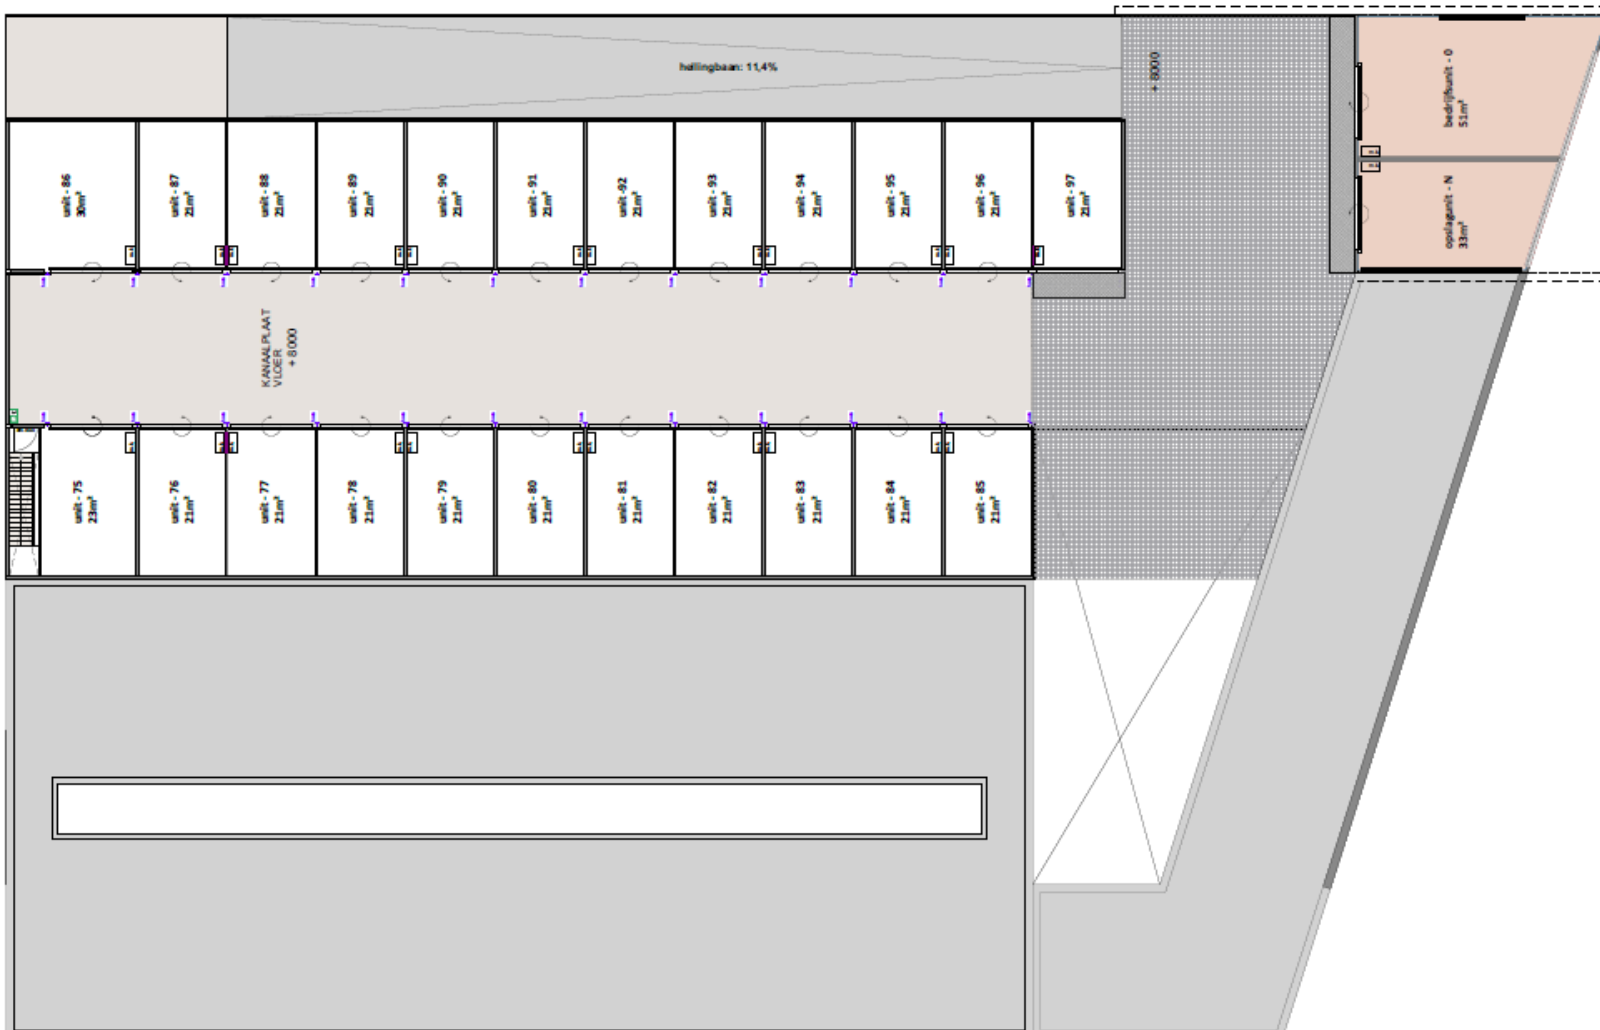 hellingbaan: 11,4%
+ 8000
bedrijfsunit - O
51m²
opslagunit - N
33m²
unit - 86
30m²
unit - 87
21m²
unit - 88
21m²
unit - 89
21m²
unit - 90
21m²
unit - 91
21m²
unit -92
21m²
unit - 93
21m²
unit - 94
21m²
unit - 95
21m²
unit - 96
21m²
unit - 97
21m²
KANAALPLAAT
VLOER
+ 8000
unit - 75
23m²
unit - 76
21m²
unit - 77
21m²
unit - 78
21m²
unit - 79
21m²
unit - 80
21m²
unit - 81
21m²
unit - 82
21m²
unit - 83
21m²
unit - 84
21m²
unit - 85
21m²